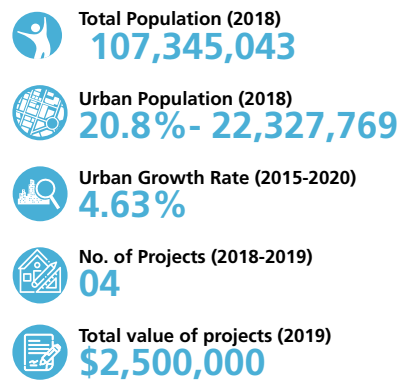 Total Population (2018)
107,345,043
Urban Population (2018)
20.8%- 22,327,769
Urban Growth Rate (2015-2020)
4.63%
No. of Projects (2018-2019)
04
Total value of projects (2019)
$2,500,000